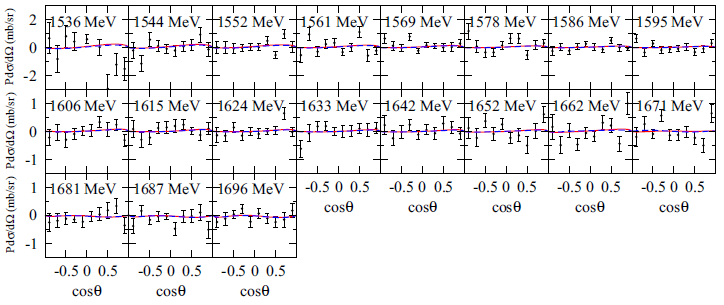 1536 MeV 1544 MeV 1552 MeV 1561 MeV 1569 MeV 1578 MeV 1586 MeV 1595 MeV
Pdσ/dΩ (mb/sr)
2
0
-2
1606 MeV 1615 MeV 1624 MeV 1633 MeV 1642 MeV 1652 MeV 1662 MeV 1671 MeV
Pdσ/dΩ (mb/sr)
1
0
-1
-0.5 0 0.5 -0.5 0 0.5 -0.5 0 0.5 -0.5 0 0.5 -0.5 0 0.5
cosθ cosθ cosθ cosθ cosθ
1681 MeV 1687 MeV 1696 MeV
Pdσ/dΩ (mb/sr)
1
0
-1
-0.5 0 0.5 -0.5 0 0.5 -0.5 0 0.5
cosθ cosθ cosθ